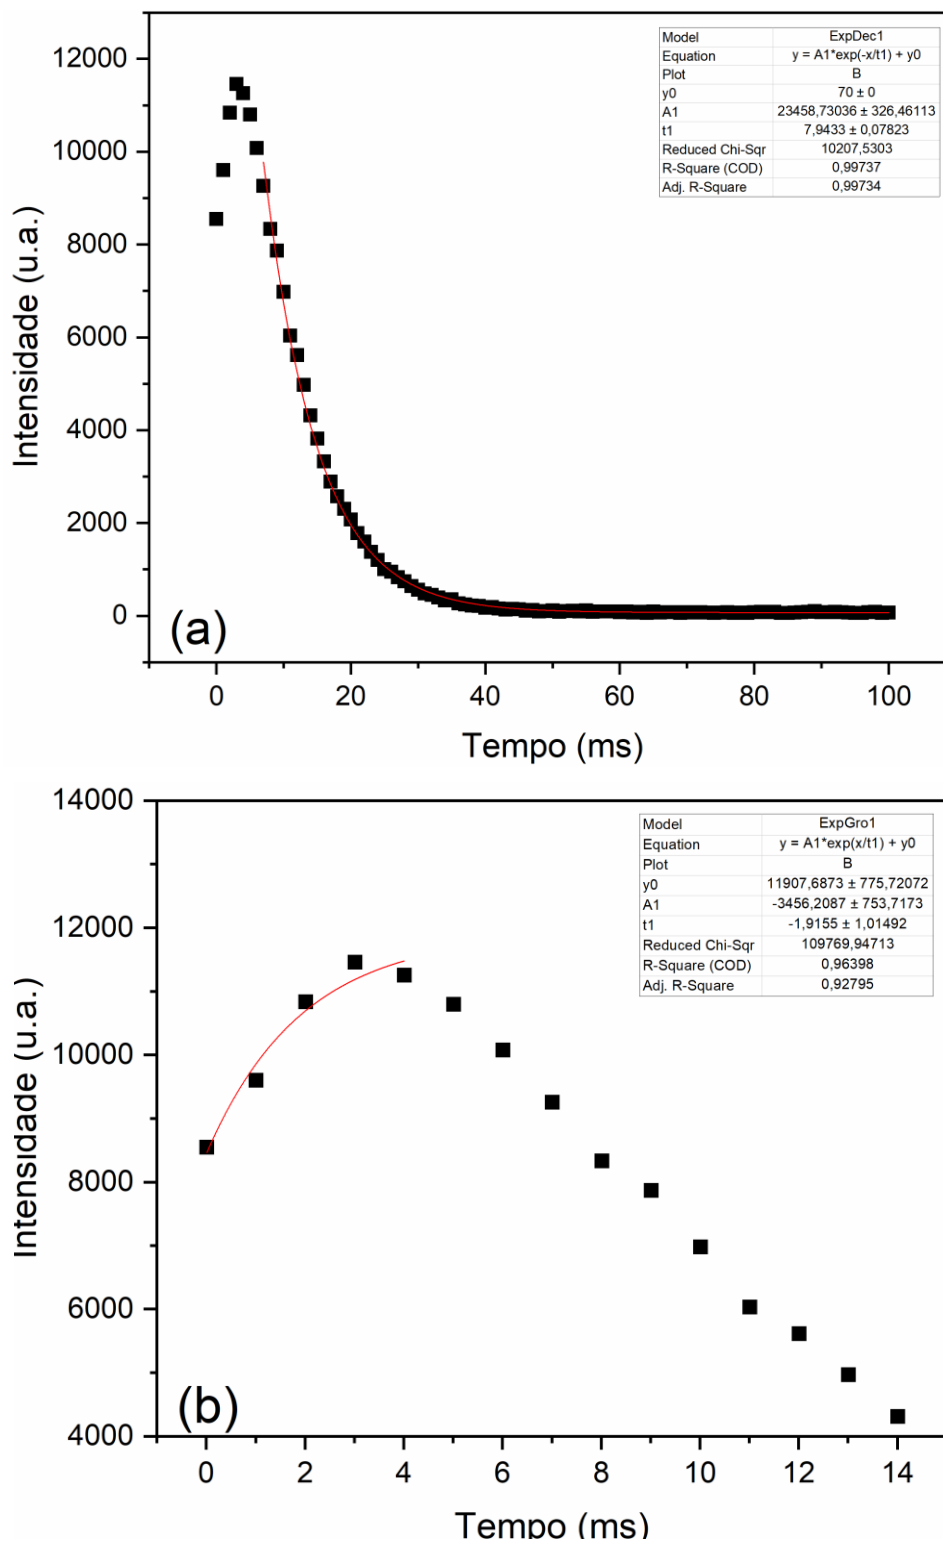 12000
10000
8000
6000
4000
2000
0
Intensidade (u.a.)
Model ExpDec1
Equation y = A1*exp(-x/t1) + y0
Plot B
y0 70 ± 0
A1 23458,73036 ± 326,46113
t1 7,9433 ± 0,07823
Reduced Chi-Sqr 10207,5303
R-Square (COD) 0,99737
Adj. R-Square 0,99734
(a)
0 20 40 60 80 100
Tempo (ms)
14000
12000
10000
8000
6000
4000
Intensidade (u.a.)
Model ExpGro1
Equation y = A1*exp(x/t1) + y0
Plot B
y0 11907,6873 ± 775,72072
A1 -3456,2087 ± 753,7173
t1 -1,9155 ± 1,01492
Reduced Chi-Sqr 109769,94713
R-Square (COD) 0,96398
Adj. R-Square 0,92795
(b)
0 2 4 6 8 10 12 14
Tempo (ms)